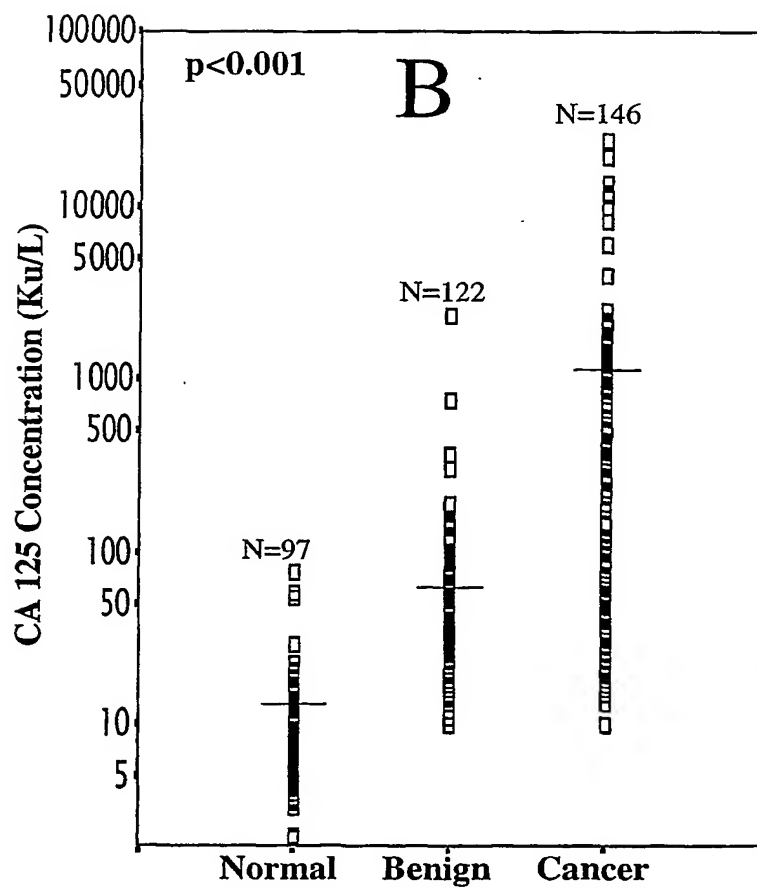 100000
p<0.001
B
50000
N=146
10000
5000
N=122
1000
500
N=97
100
50
10
5
CA 125 Concentration (Ku/L)
Normal Benign Cancer